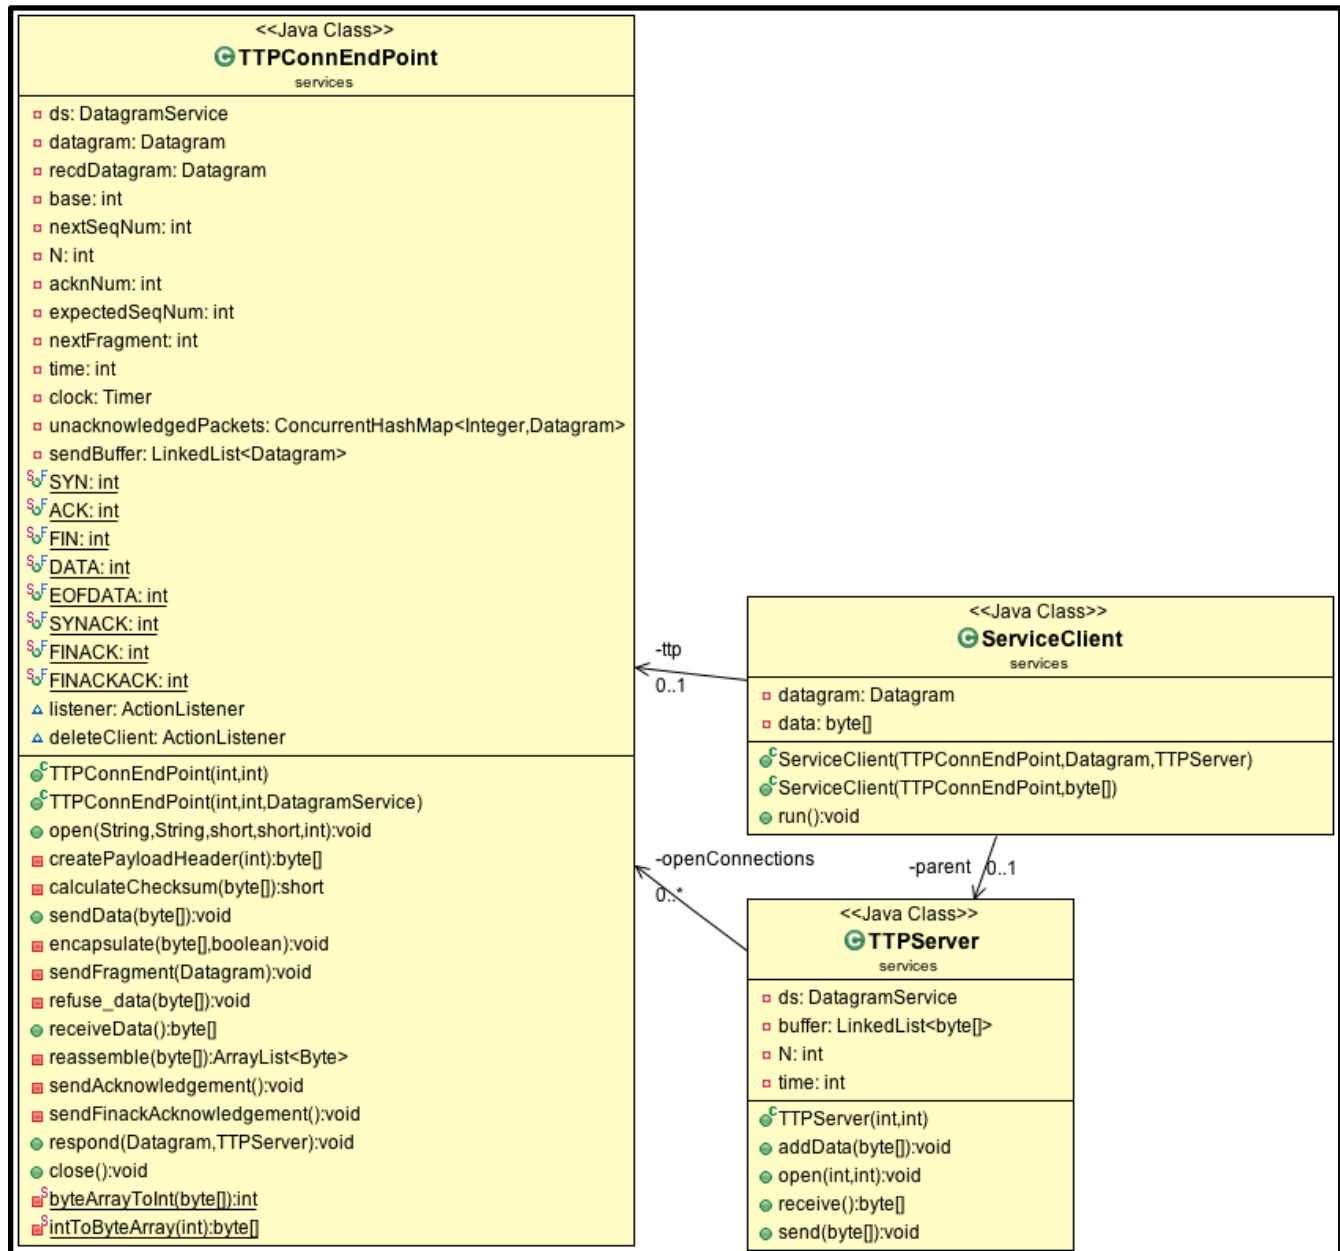 <<Java Class>>
TTPConnEndPoint
services
ds: DatagramService
datagram: Datagram
recdDatagram: Datagram
base: int
nextSeqNum: int
N: int
acknNum: int
expectedSeqNum: int
nextFragment: int
time: int
clock: Timer
unacknowledgedPackets: ConcurrentHashMap<Integer,Datagram>
sendBuffer: LinkedList<Datagram>
SYN: int
ACK: int
FIN: int
DATA: int
EOFDATA: int
SYNACK: int
FINACK: int
FINACKACK: int
listener: ActionListener
deleteClient: ActionListener
TTPConnEndPoint(int,int)
TTPConnEndPoint(int,int,DatagramService)
open(String,String,short,short,int):void
createPayloadHeader(int):byte[]
calculateChecksum(byte[]):short
sendData(byte[]):void
encapsulate(byte[],boolean):void
sendFragment(Datagram):void
refuse_data(byte[]):void
receiveData():byte[]
reassemble(byte[]):ArrayList<Byte>
sendAcknowledgement():void
sendFinackAcknowledgement():void
respond(Datagram,TTPServer):void
close():void
byteArrayToInt(byte[]):int
intToByteArray(int):byte[]
-ttp
0..1
<<Java Class>>
ServiceClient
services
datagram: Datagram
data: byte[]
ServiceClient(TTPConnEndPoint,Datagram,TTPServer)
ServiceClient(TTPConnEndPoint,byte[])
run():void
-openConnections
0..*
-parent
0..1
<<Java Class>>
TTPServer
services
ds: DatagramService
buffer: LinkedList<byte[]>
N: int
time: int
TTPServer(int,int)
addData(byte[]):void
open(int,int):void
receive():byte[]
send(byte[]):void